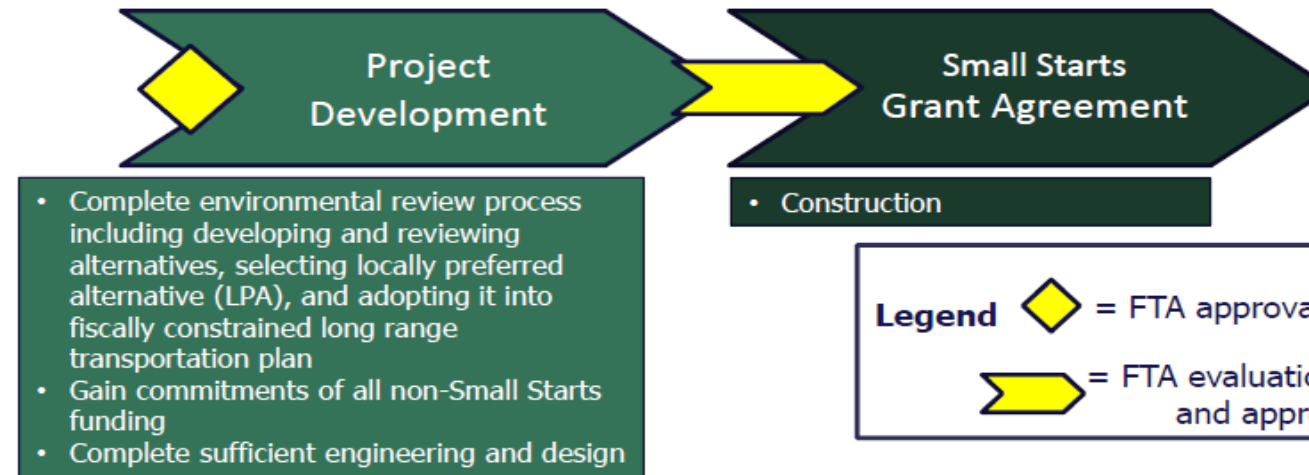 Project
Development
Small Starts
Grant Agreement
• Complete environmental review process
including developing and reviewing
alternatives, selecting locally preferred
alternative (LPA), and adopting it into
fiscally constrained long range
transportation plan
• Gain commitments of all non-Small Starts
funding
• Complete sufficient engineering and design
• Construction
Legend
= FTA approva
= FTA evaluatio
and appr